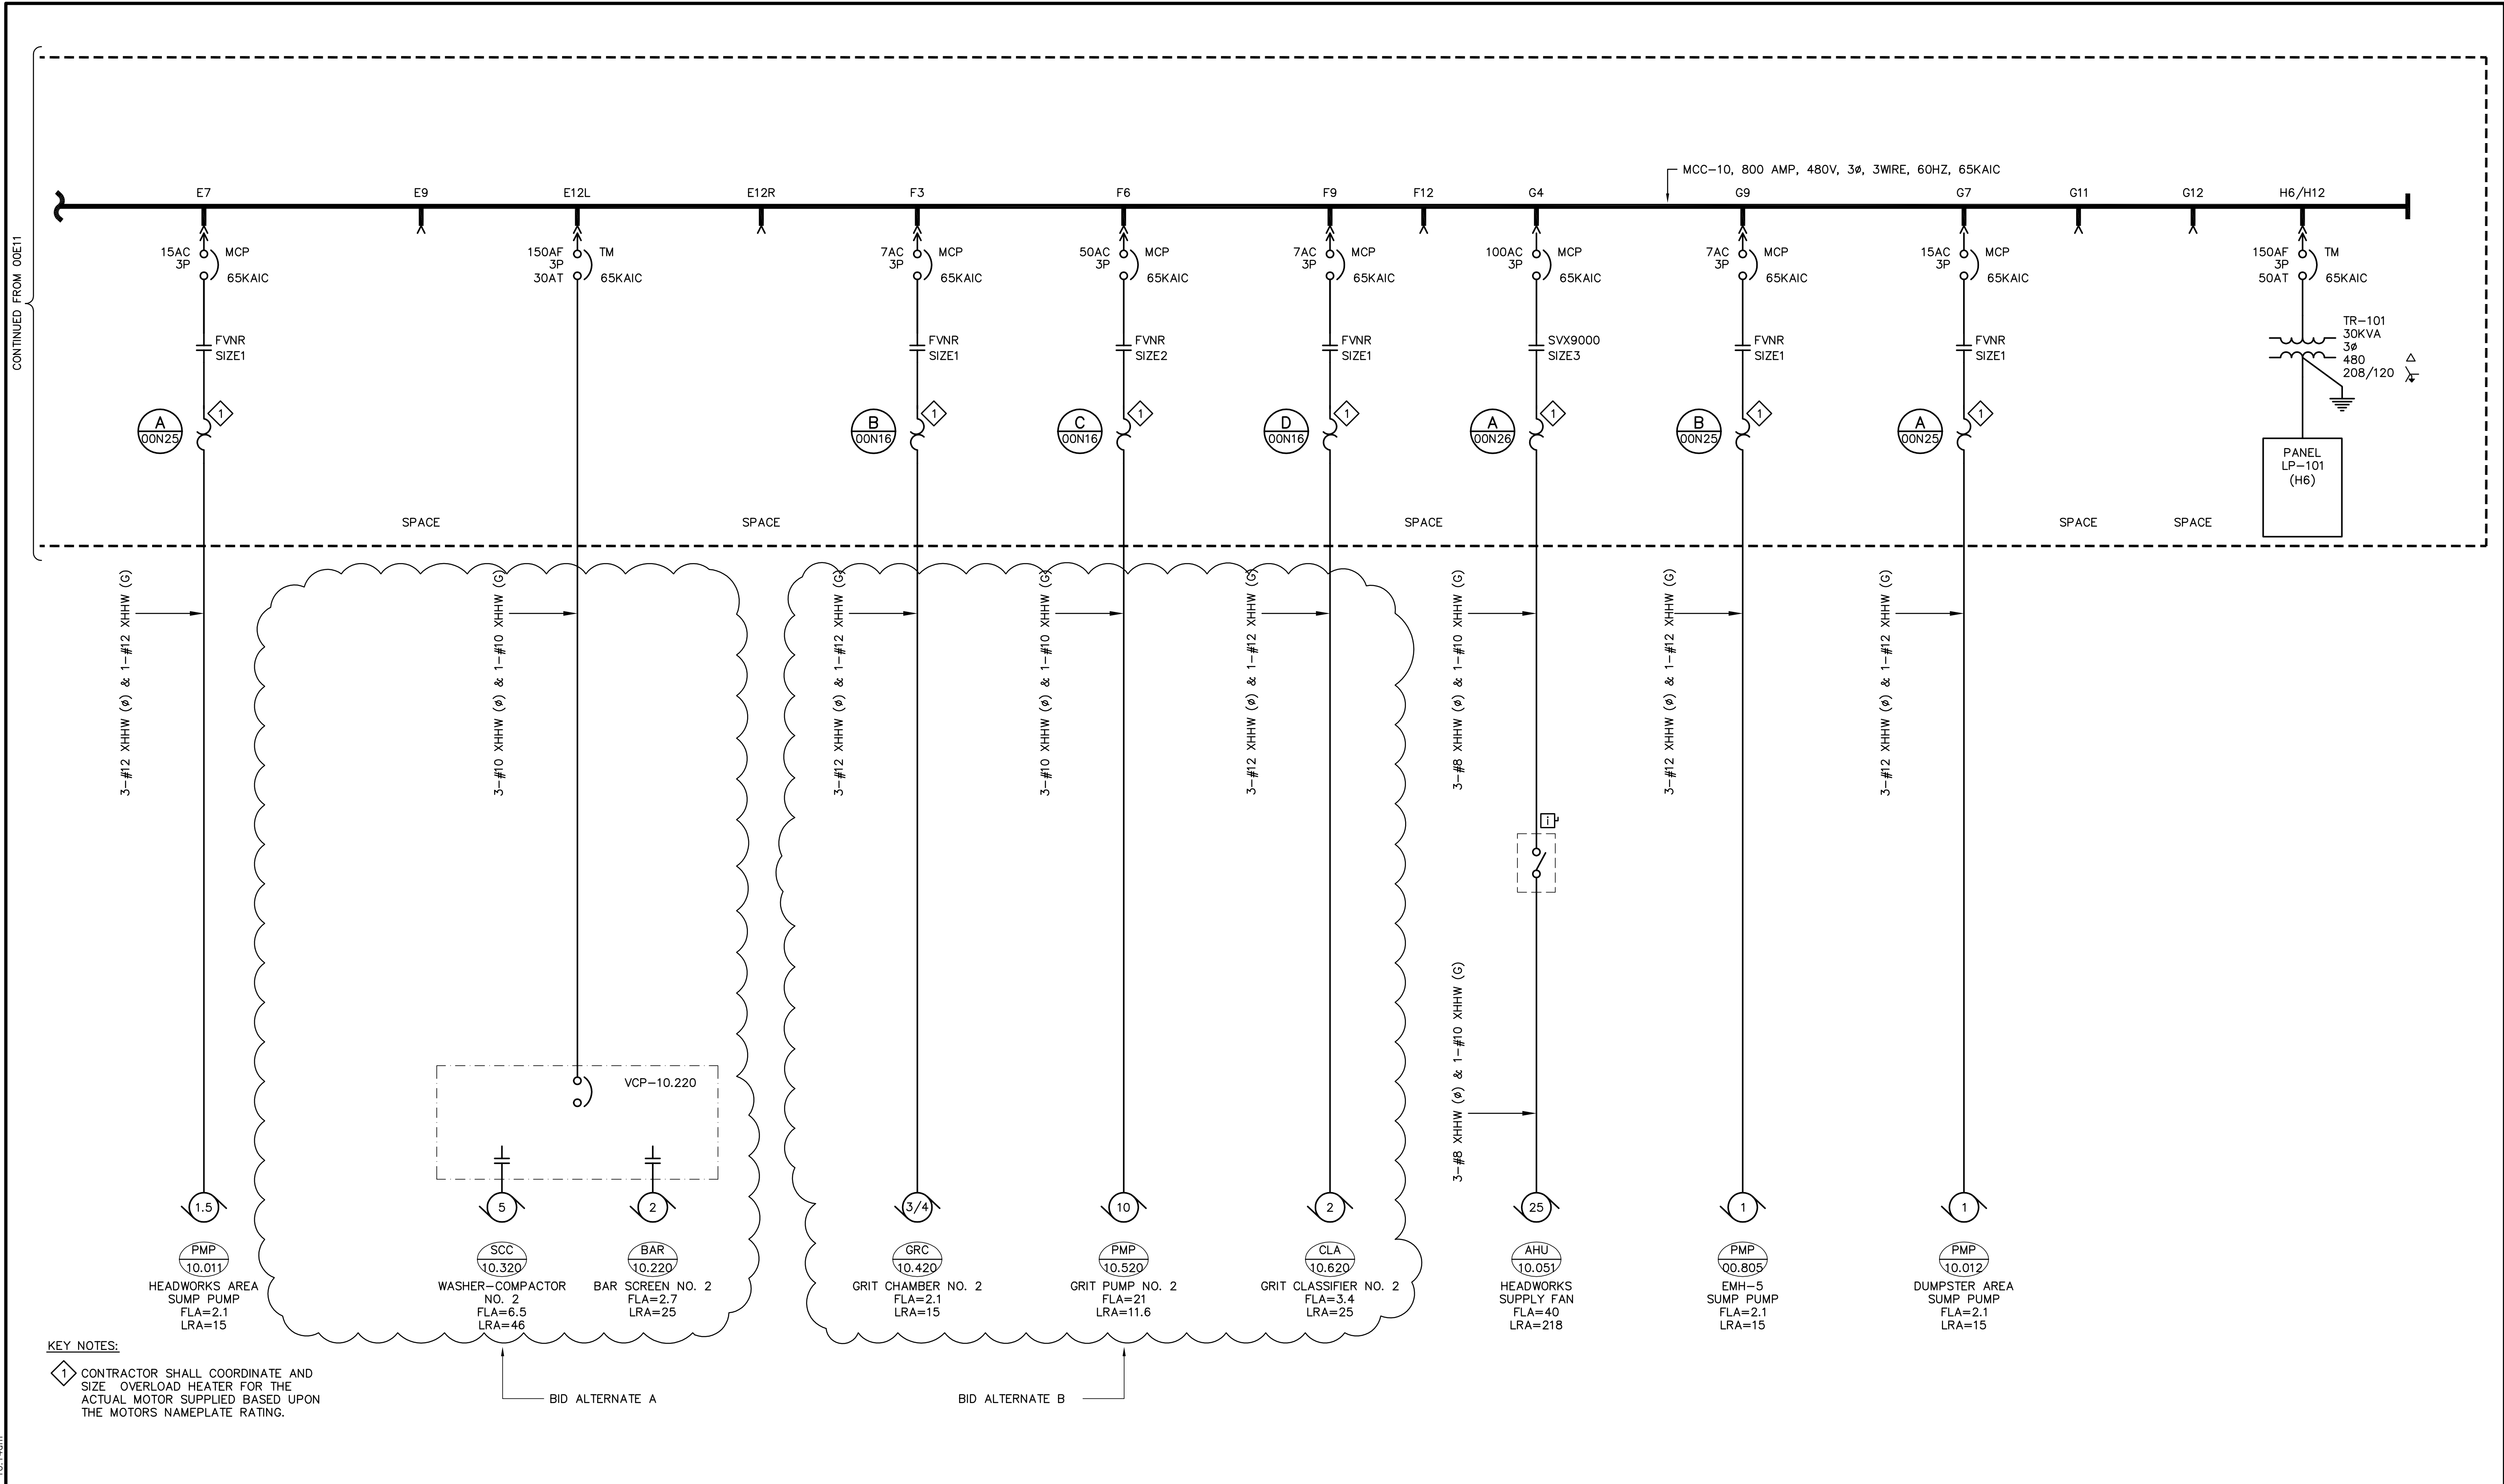 MCC-10, 800 AMP, 480V, 3ø, 3WIRE, 60HZ, 65KAIC
CONTINUED FROM 00E11
E7
E9
E12L
E12R
F3
F6
F9
F12
G4
G9
G7
G11
G12
H6/H12
15AC
3P
MCP
65KAIC
150AF
3P
30AT
TM
65KAIC
7AC
3P
MCP
65KAIC
50AC
3P
MCP
65KAIC
7AC
3P
MCP
65KAIC
100AC
3P
MCP
65KAIC
7AC
3P
MCP
65KAIC
15AC
3P
MCP
65KAIC
150AF
3P
50AT
TM
65KAIC
FVNR
SIZE1
FVNR
SIZE1
FVNR
SIZE2
FVNR
SIZE1
SVX9000
SIZE3
FVNR
SIZE1
FVNR
SIZE1
TR-101
30KVA
3ø
480
208/120
A
00N25
1
B
00N16
1
C
00N16
1
D
00N16
1
A
00N26
1
B
00N25
1
A
00N25
1
PANEL
LP-101
(H6)
SPACE
SPACE
SPACE
SPACE
SPACE
3-#12 XHHW (ø) & 1-#12 XHHW (G)
3-#10 XHHW (ø) & 1-#10 XHHW (G)
3-#12 XHHW (ø) & 1-#12 XHHW (G)
3-#10 XHHW (ø) & 1-#10 XHHW (G)
3-#12 XHHW (ø) & 1-#12 XHHW (G)
3-#8 XHHW (ø) & 1-#10 XHHW (G)
3-#12 XHHW (ø) & 1-#12 XHHW (G)
3-#12 XHHW (ø) & 1-#12 XHHW (G)
i
3-#8 XHHW (ø) & 1-#10 XHHW (G)
VCP-10.220
1.5
5
2
3/4
10
2
25
1
1
PMP
10.011
HEADWORKS AREA
SUMP PUMP
FLA=2.1
LRA=15
SCC
10.320
WASHER-COMPACTOR
NO. 2
FLA=6.5
LRA=46
BAR
10.220
BAR SCREEN NO. 2
FLA=2.7
LRA=25
GRC
10.420
GRIT CHAMBER NO. 2
FLA=2.1
LRA=15
PMP
10.520
GRIT PUMP NO. 2
FLA=21
LRA=11.6
CLA
10.620
GRIT CLASSIFIER NO. 2
FLA=3.4
LRA=25
AHU
10.051
HEADWORKS
SUPPLY FAN
FLA=40
LRA=218
PMP
00.805
EMH-5
SUMP PUMP
FLA=2.1
LRA=15
PMP
10.012
DUMPSTER AREA
SUMP PUMP
FLA=2.1
LRA=15
KEY NOTES:
1 CONTRACTOR SHALL COORDINATE AND
SIZE OVERLOAD HEATER FOR THE
ACTUAL MOTOR SUPPLIED BASED UPON
THE MOTORS NAMEPLATE RATING.
BID ALTERNATE A
BID ALTERNATE B